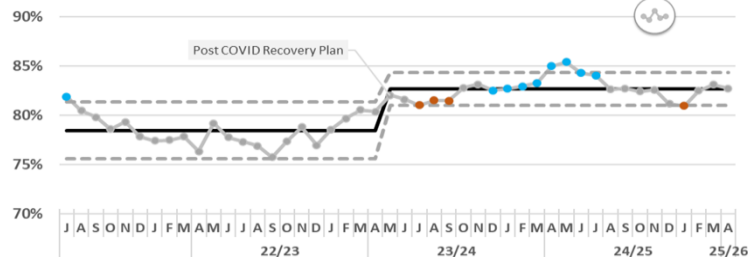 90%
85%
Post COVID Recovery Plan
80%
75%
70%
J A S O N D J F M A M J J A S O N D J F M A M J J A S O N D J F M A M J J A S O N D J F M A
22/23 23/24 24/25 25/26